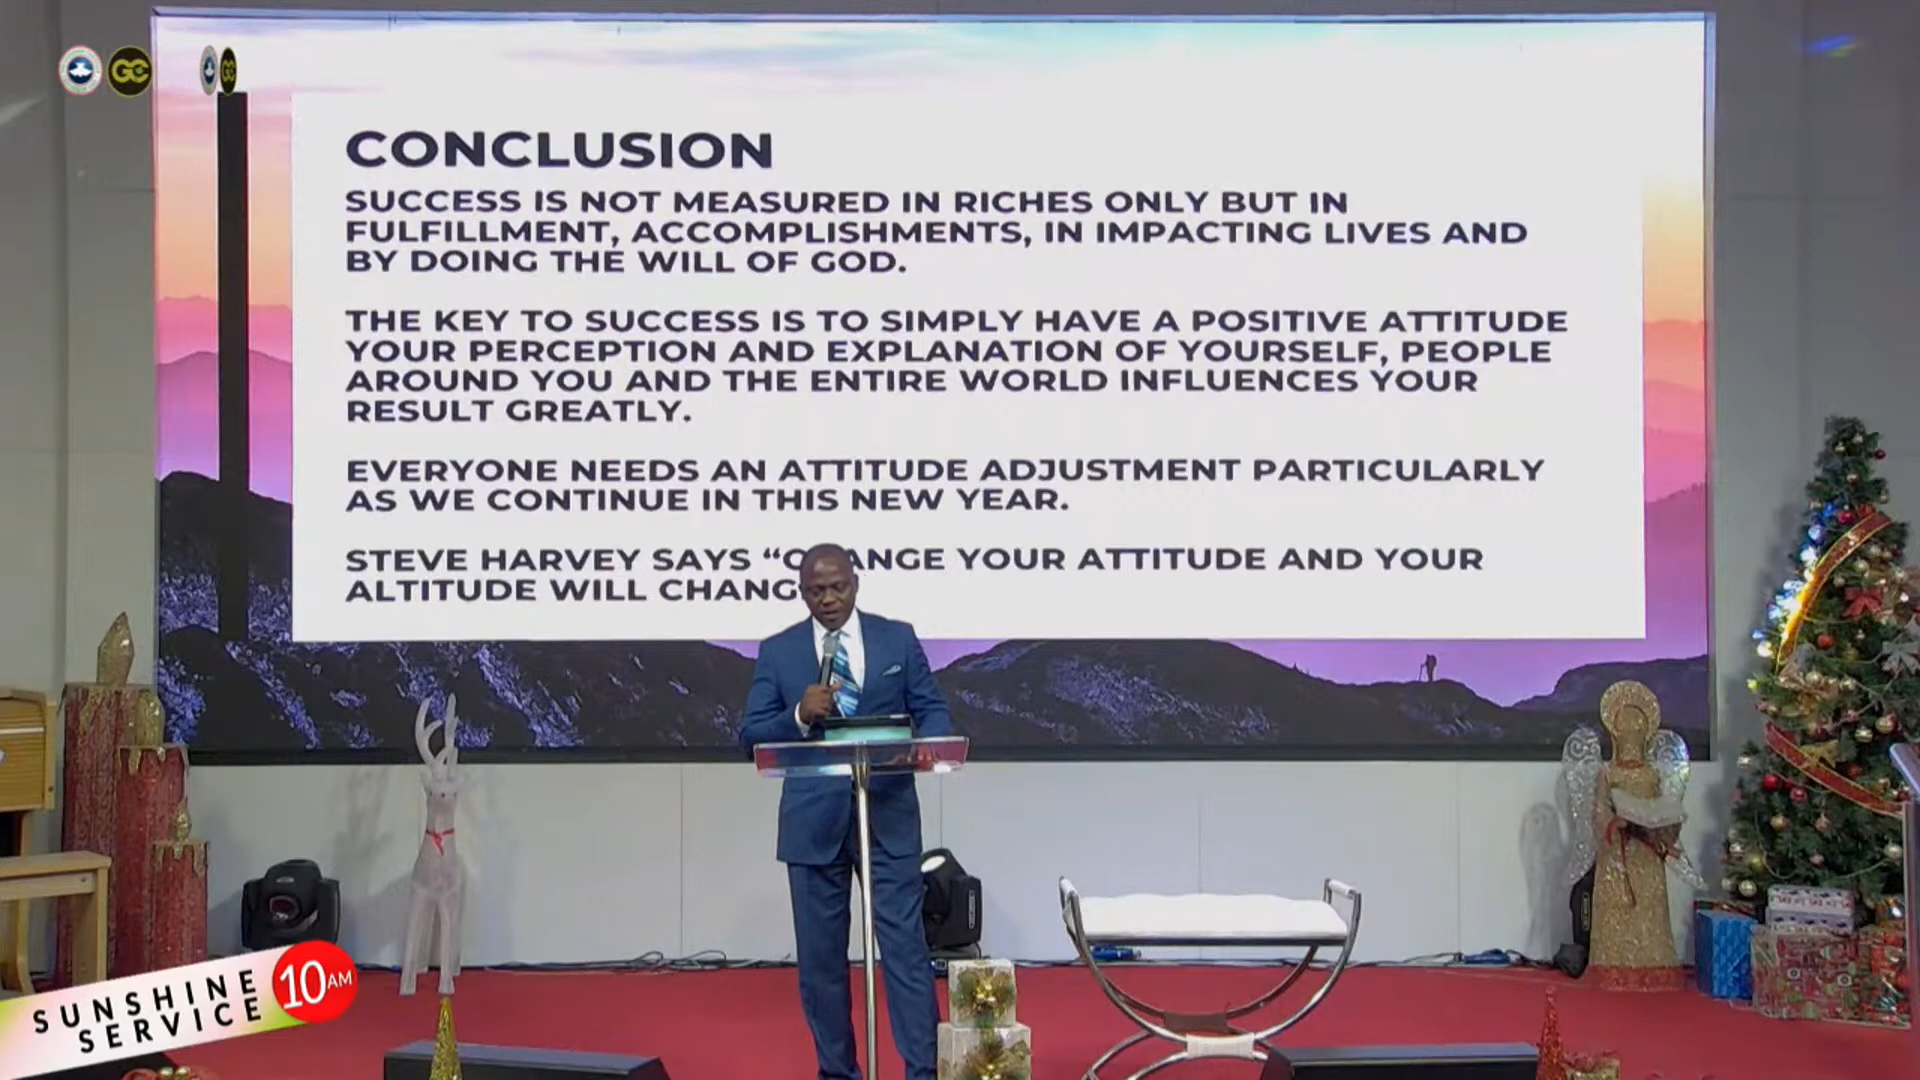 GC
CONCLUSION
SUCCESS IS NOT MEASURED IN RICHES ONLY BUT IN
FULFILLMENT, ACCOMPLISHMENTS, IN IMPACTING LIVES AND
BY DOING THE WILL OF GOD.
THE KEY TO SUCCESS IS TO SIMPLY HAVE A POSITIVE ATTITUDE
YOUR PERCEPTION AND EXPLANATION OF YOURSELF, PEOPLE
AROUND YOU AND THE ENTIRE WORLD INFLUENCES YOUR
RESULT GREATLY.
EVERYONE NEEDS AN ATTITUDE ADJUSTMENT PARTICULARLY
AS WE CONTINUE IN THIS NEW YEAR.
STEVE HARVEY SAYS “CHANGE YOUR ATTITUDE AND YOUR
ALTITUDE WILL CHANG
SUNSHINE
SERVICE
10AM